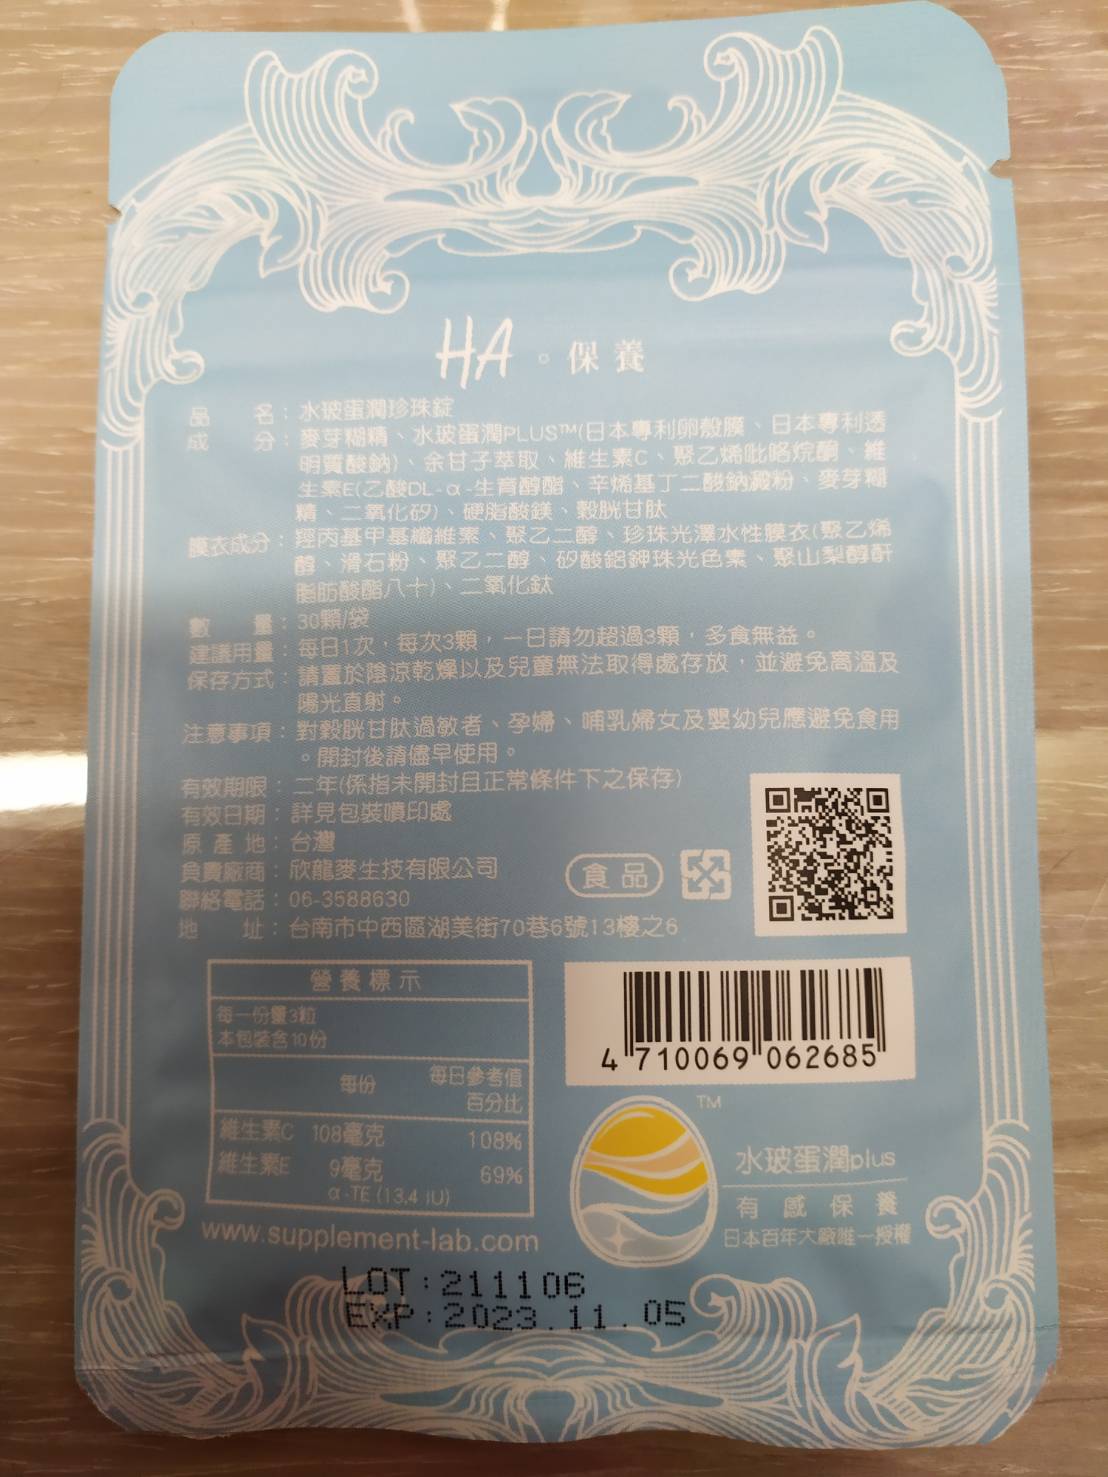 HA。保養
品名：水玻蛋潤珍珠錠
成分：麥芽糊精、水玻蛋潤PLUS™(日本專利卵殼膜、日本專利透
明質酸鈉)、余甘子萃取、維生素C、聚乙烯吡咯烷酮、維
生素E(乙酸DL-α-生育醇酯、辛烯基丁二酸鈉澱粉、麥芽糊
精、二氧化矽)、硬脂酸鎂、穀胱甘肽
膜衣成分：羥丙基甲基纖維素、聚乙二醇、珍珠光澤水性膜衣(聚乙烯
醇、滑石粉、聚乙二醇、矽酸鋁鉀珠光色素、聚山梨醇酐
脂肪酸酯八十)、二氧化鈦
數量：30顆/袋
建議用量：每日1次，每次3顆，一日請勿超過3顆，多食無益。
保存方式：請置於陰涼乾燥以及兒童無法取得處存放，並避免高溫及
陽光直射。
注意事項：對穀胱甘肽過敏者、孕婦、哺乳婦女及嬰幼兒應避免食用
。開封後請儘早使用。
有效期限：二年(係指未開封且正常條件下之保存)
有效日期：詳見包裝噴印處
原產地：台灣
負責廠商：欣龍麥生技有限公司
聯絡電話：06-3588630
地址：台南市中西區湖美街70巷6號13樓之6
食品
營養標示
每一份量3粒
本包裝含10份
每份 每日參考值
百分比
維生素C 108毫克 108%
維生素E 9毫克 69%
α-TE (13.4 IU)
www.supplement-lab.com
4 710069 062685
TM
水玻蛋潤plus
有感保養
日本百年大廠唯一授權
LOT:211106
EXP:2023.11.05